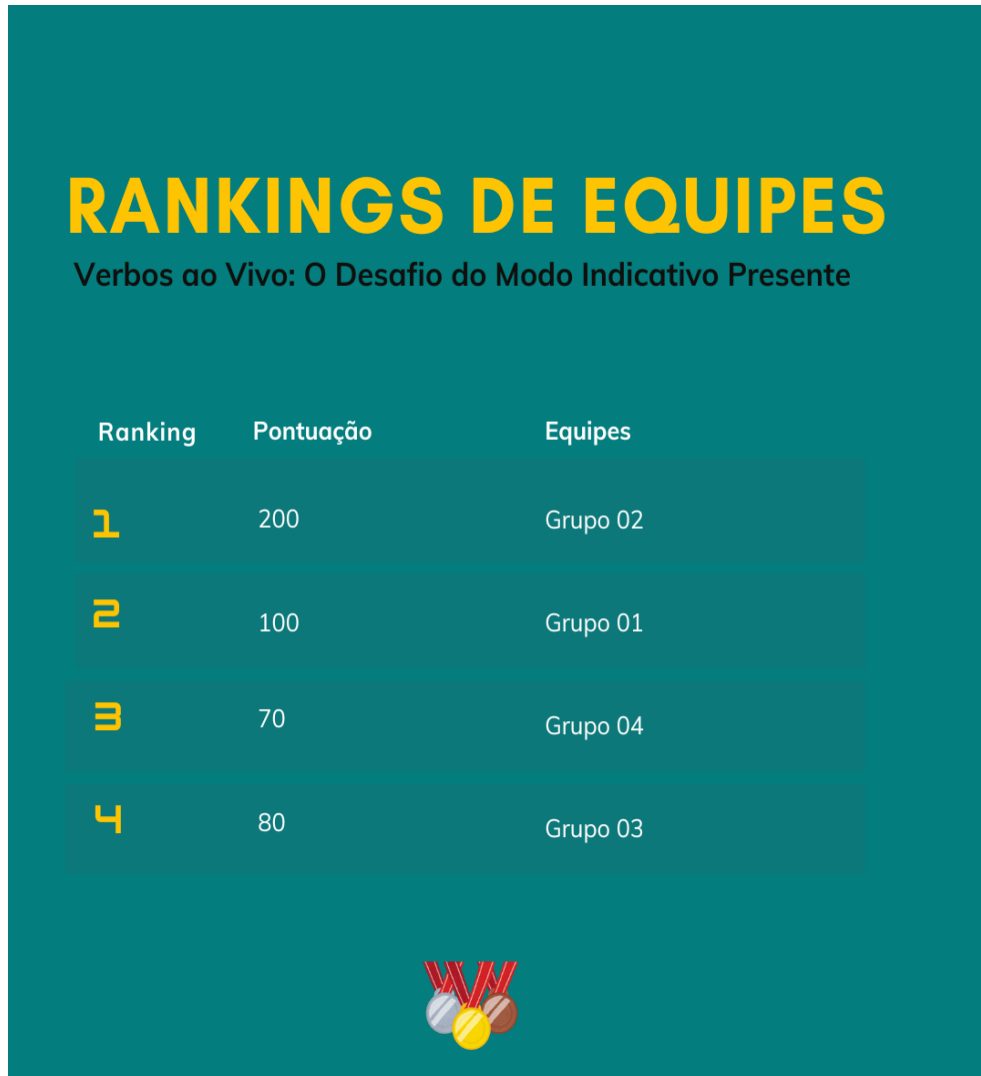 RANKINGS DE EQUIPES
Verbos ao Vivo: O Desafio do Modo Indicativo Presente
Ranking Pontuação Equipes
1 200 Grupo 02
2 100 Grupo 01
3 70 Grupo 04
4 80 Grupo 03